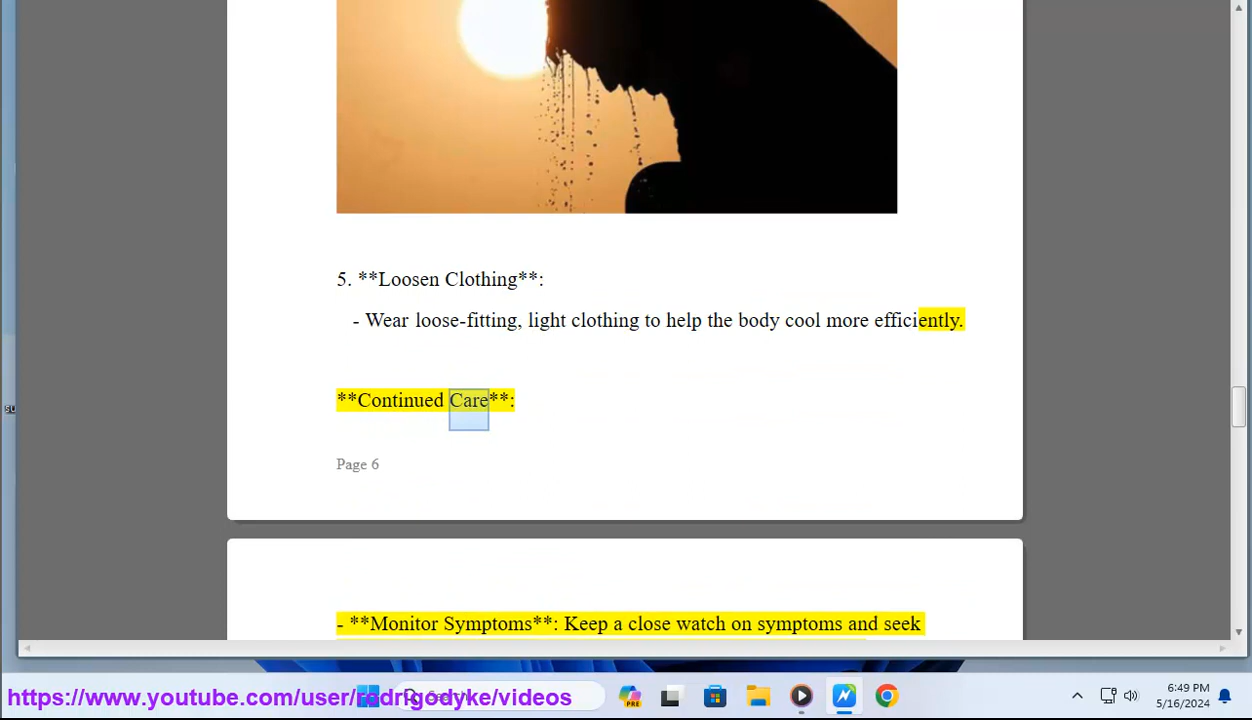 5. **Loosen Clothing**:
- Wear loose-fitting, light clothing to help the body cool more efficiently.
**Continued Care**:
Page 6
- **Monitor Symptoms**: Keep a close watch on symptoms and seek
https://www.youtube.com/user/rodrigodyke/videos
PRE
6:49 PM
5/16/2024